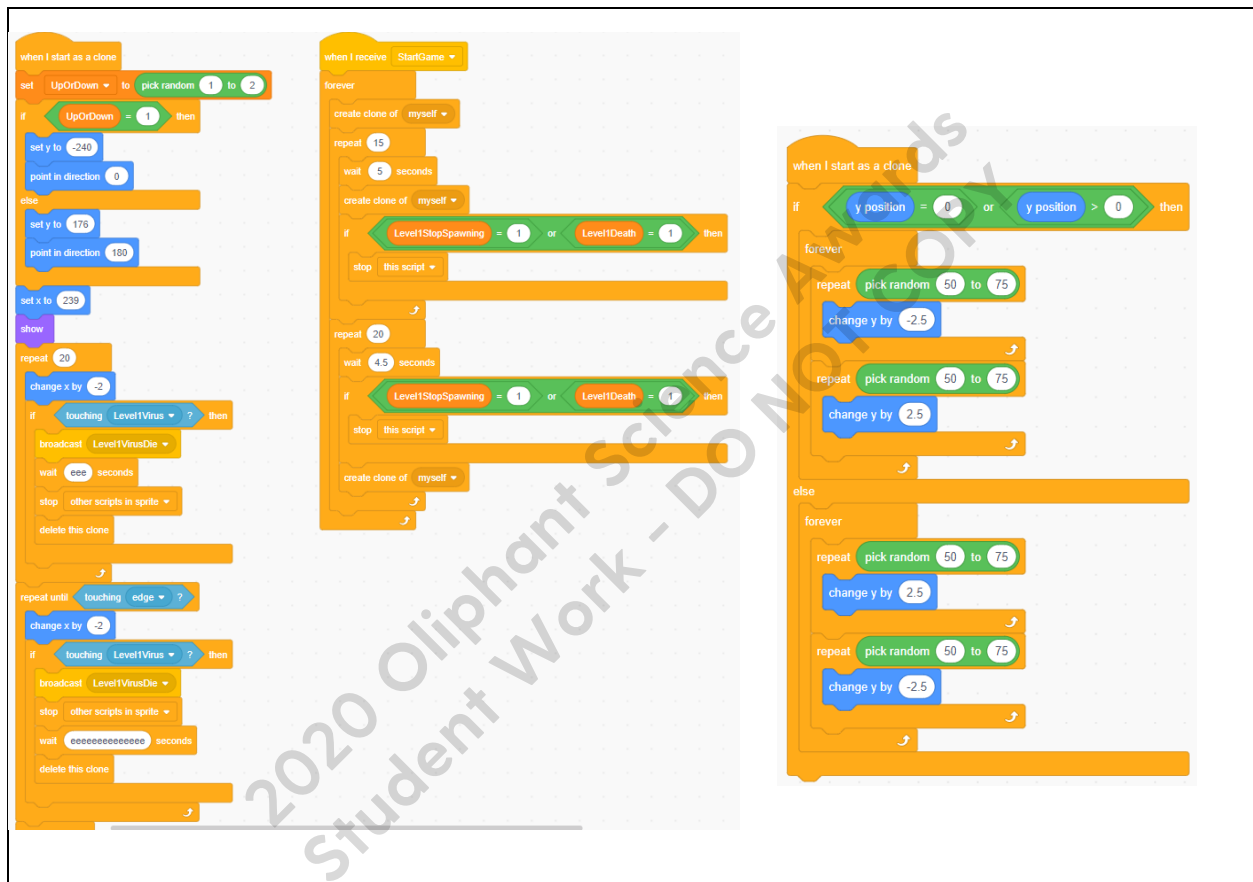 when I start as a clone
set UpOrDown to pick random 1 to 2
if UpOrDown = 1 then
set y to -240
point in direction 0
else
set y to 176
point in direction 180
set x to 239
show
repeat 20
change x by -2
if touching Level1Virus ? then
broadcast Level1VirusDie
wait eee seconds
stop other scripts in sprite
delete this clone
repeat until touching edge ?
change x by -2
if touching Level1Virus ? then
broadcast Level1VirusDie
stop other scripts in sprite
wait eeeeeeeeeeeeee seconds
delete this clone
when I receive StartGame
forever
create clone of myself
repeat 15
wait 5 seconds
create clone of myself
if Level1StopSpawning = 1 or Level1Death = 1 then
stop this script
repeat 20
wait 4.5 seconds
if Level1StopSpawning = 1 or Level1Death = 1 then
stop this script
create clone of myself
when I start as a clone
if y position = 0 or y position > 0 then
forever
repeat pick random 50 to 75
change y by -2.5
repeat pick random 50 to 75
change y by 2.5
else
forever
repeat pick random 50 to 75
change y by 2.5
repeat pick random 50 to 75
change y by -2.5
2020 Oliphant Science Awards
Student Work - DO NOT COPY